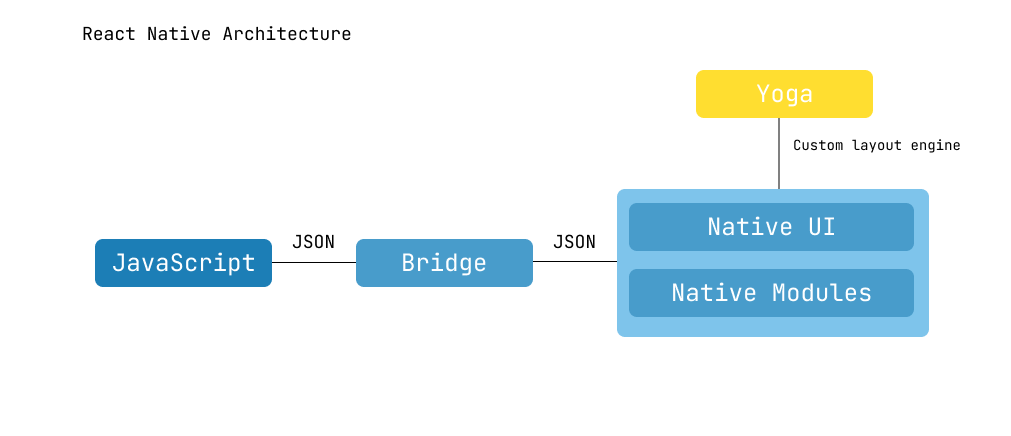 React Native Architecture
Yoga
Custom layout engine
Native UI
JSON
JSON
JavaScript
Bridge
Native Modules